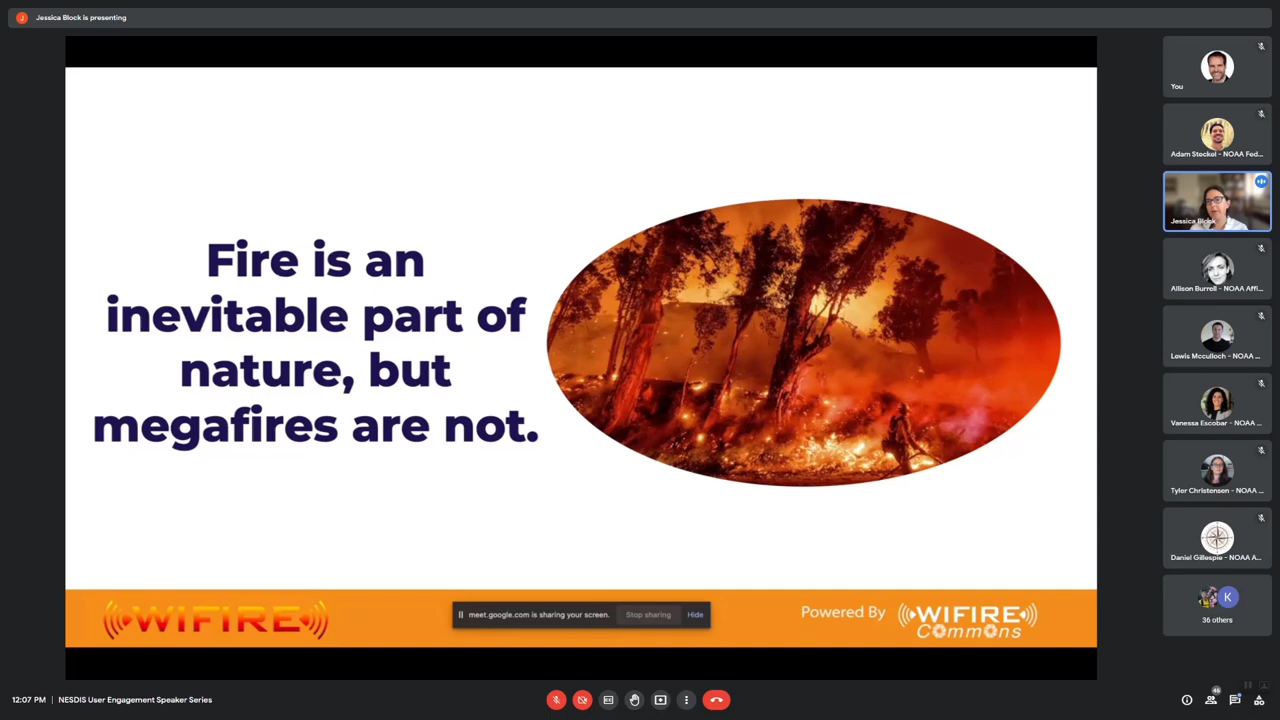 J
Jessica Block is presenting
Fire is an
inevitable part of
nature, but
megafires are not.
WIFIRE
meet.google.com is sharing your screen.
Stop sharing
Hide
Powered By
WIFIRE
Commons
You
Adam Steckel - NOAA Fed...
Jessica Block
Allison Burrell - NOAA Affi...
Lewis Mcculloch - NOAA ...
Vanessa Escobar - NOAA ...
Tyler Christensen - NOAA ...
Daniel Gillespie - NOAA A...
K
36 others
12:07 PM | NESDIS User Engagement Speaker Series